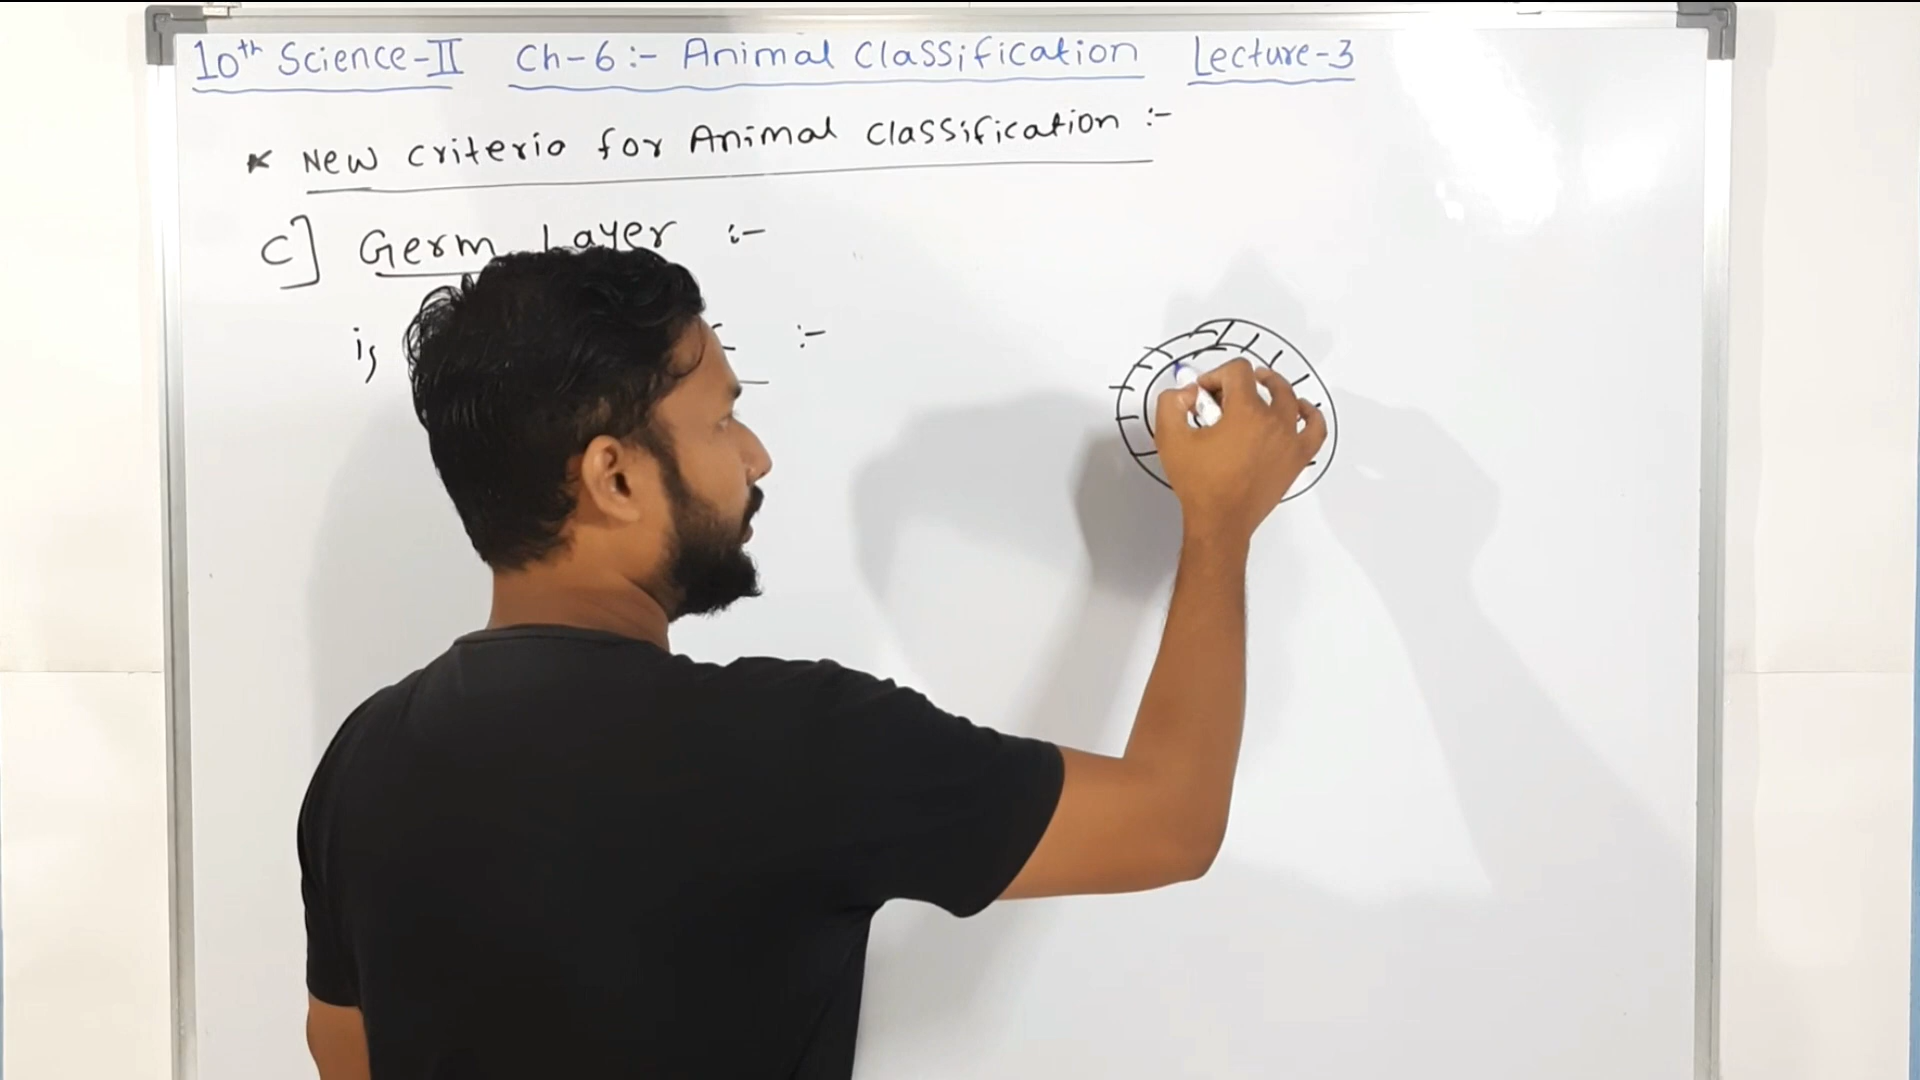 10th Science-II Ch-6:- Animal Classification Lecture-3
* New criteria for Animal classification :-
C] Germ Layer :-
i, :-